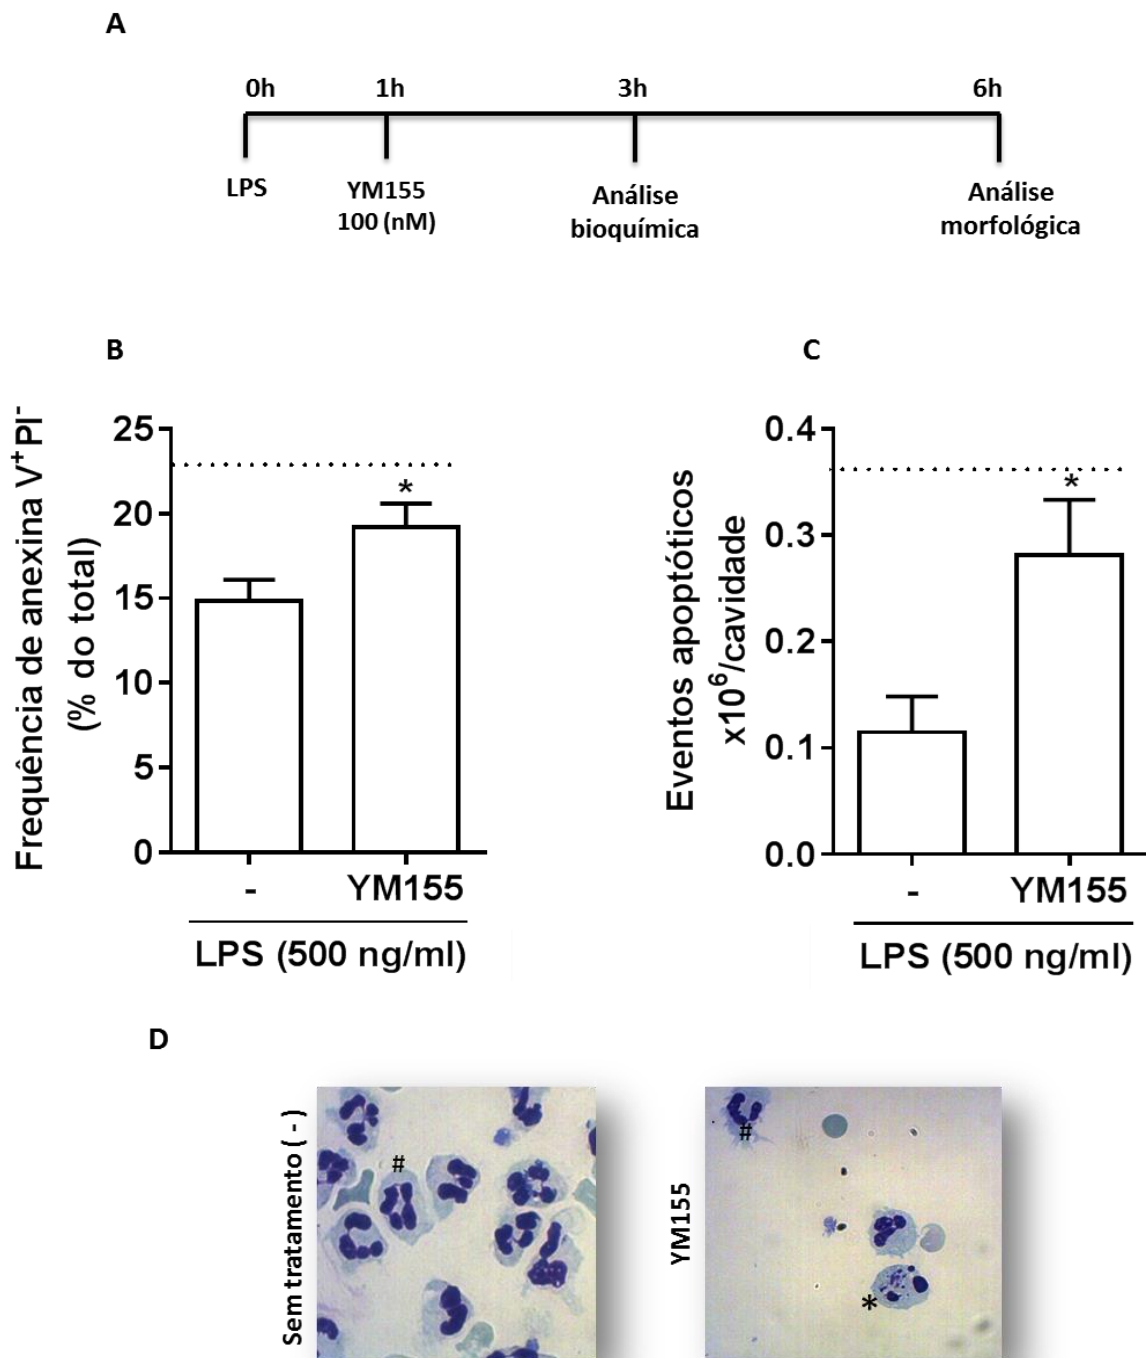 A
0h 1h 3h 6h
LPS
YM155
100 (nM)
Análise
bioquímica
Análise
morfológica
B
Frequência de anexina V⁺PI⁻
(% do total)
25
20
15
10
5
0
*
- YM155
LPS (500 ng/ml)
C
Eventos apoptóticos
x10⁶/cavidade
0.4
0.3
0.2
0.1
0.0
*
- YM155
LPS (500 ng/ml)
D
Sem tratamento ( - )
#
YM155
#
*